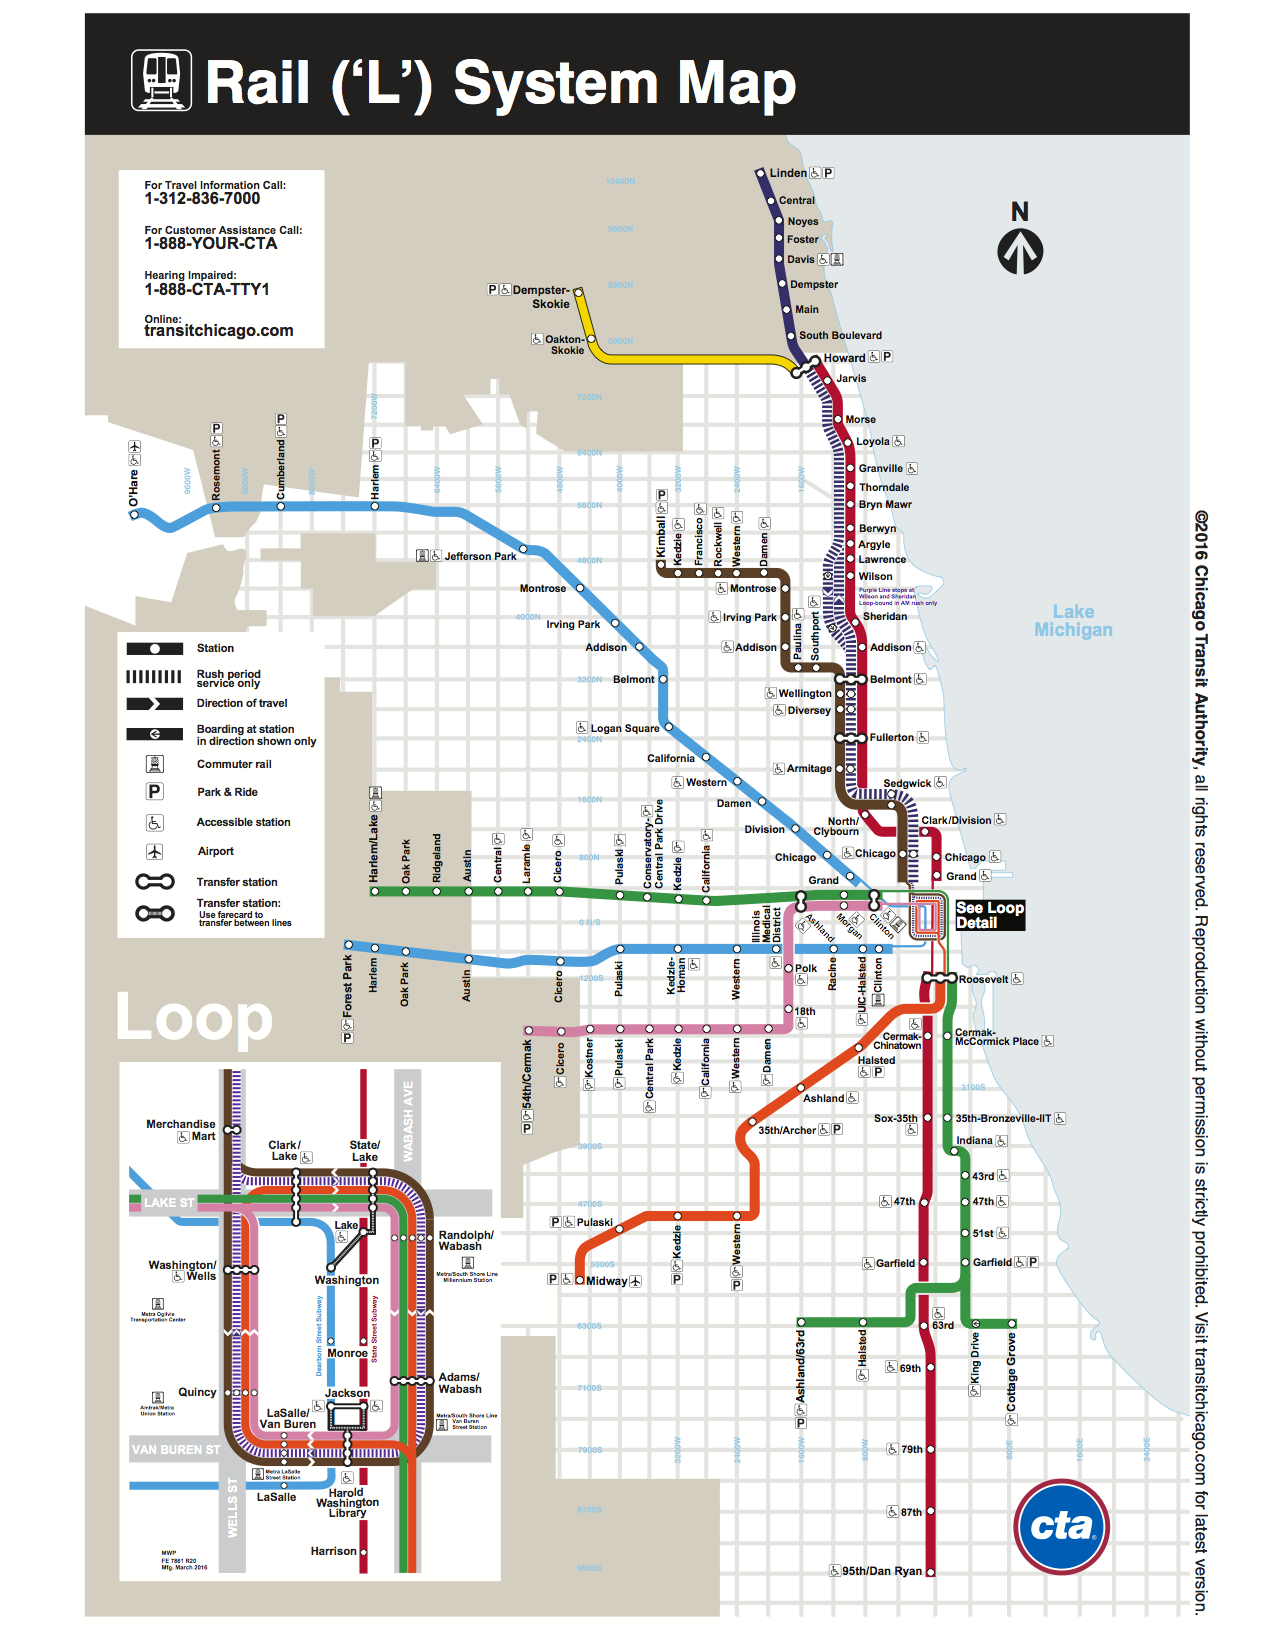 Rail (‘L’) System Map
For Travel Information Call:
1-312-836-7000
For Customer Assistance Call:
1-888-YOUR-CTA
Hearing Impaired:
1-888-CTA-TTY1
Online:
transitchicago.com
N
Lake
Michigan
10400N
9600N
8800N
8000N
7200N
6400N
5600N
4800N
4000N
3200N
2400N
1600N
800N
0 N/S
1200S
3100S
3900S
4700S
5500S
6300S
7100S
7900S
8700S
9500S
9600W
8800W
8000W
7200W
6400W
5600W
4800W
4000W
3200W
2400W
1600W
3200W
2400W
1600W
800W
800E
1600E
2400E
Linden P
Central
Noyes
Foster
Davis
Dempster
Main
South Boulevard
Howard P
P Dempster-
Skokie
Oakton-
Skokie
Jarvis
Morse
Loyola
Granville
Thorndale
Bryn Mawr
Berwyn
Argyle
Lawrence
Wilson
Purple Line stops at
Wilson and Sheridan
Loop-bound in AM rush only
Sheridan
Addison
Belmont
Fullerton
North/
Clybourn
Clark/Division
Chicago
Grand
O'Hare
Rosemont P
Cumberland P
Harlem P
Jefferson Park
Montrose
Irving Park
Addison
Belmont
Logan Square
California
Western
Damen
Division
Chicago
Grand
Kimball P
Kedzie
Francisco
Rockwell
Western
Damen
Montrose
Irving Park
Addison
Paulina
Southport
Wellington
Diversey
Armitage
Sedgwick
Chicago
See Loop
Detail
Harlem/Lake
Oak Park
Ridgeland
Austin
Central
Laramie
Cicero
Pulaski
Conservatory-
Central Park Drive
Kedzie
California
Ashland
Morgan
Clinton
Forest Park P
Harlem
Oak Park
Austin
Cicero
Pulaski
Kedzie-
Homan
Western
Illinois
Medical
District
Racine
UIC-Halsted
Clinton
Polk
18th
54th/Cermak P
Cicero
Kostner
Pulaski
Central Park
Kedzie
California
Western
Damen
Roosevelt
Cermak-
Chinatown
Cermak-
McCormick Place
Halsted P
Ashland
35th/Archer P
Western P
Kedzie P
P Pulaski
P Midway
Sox-35th
35th-Bronzeville-IIT
Indiana
43rd
47th
47th
51st
Garfield
Garfield P
63rd
King Drive
Cottage Grove
Halsted
Ashland/63rd P
69th
79th
87th
95th/Dan Ryan
Station
Rush period
service only
Direction of travel
Boarding at station
in direction shown only
Commuter rail
P Park & Ride
Accessible station
Airport
Transfer station
Transfer station:
Use farecard to
transfer between lines
Loop
WABASH AVE
LAKE ST
VAN BUREN ST
WELLS ST
Merchandise
Mart
Clark/
Lake
State/
Lake
Lake
Randolph/
Wabash
Metra/South Shore Line
Millennium Station
Washington/
Wells
Washington
Metra Ogilvie
Transportation Center
Dearborn Street Subway
State Street Subway
Monroe
Quincy
Adams/
Wabash
Jackson
Amtrak/Metra
Union Station
LaSalle/
Van Buren
Metra/South Shore Line
Van Buren
Street Station
Metra LaSalle
Street Station
LaSalle
Harold
Washington
Library
Harrison
MWP
FE 7861 R20
Mfg. March 2016
cta
©2016 Chicago Transit Authority, all rights reserved. Reproduction without permission is strictly prohibited. Visit transitchicago.com for latest version.